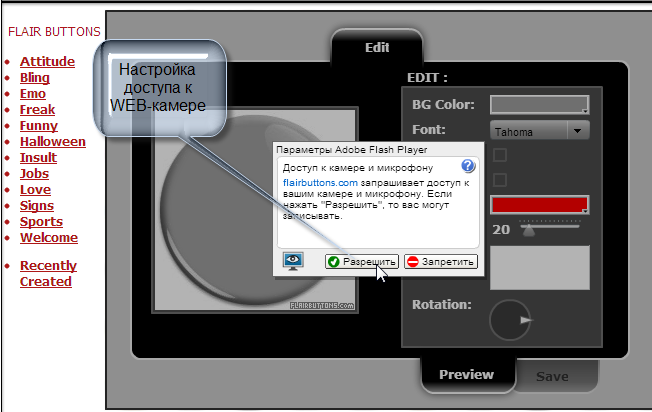 FLAIR BUTTONS
Attitude
Bling
Emo
Freak
Funny
Halloween
Insult
Jobs
Love
Signs
Sports
Welcome
Recently
Created
Настройка
доступа к
WEB-камере
Edit
EDIT :
BG Color:
Font:
Tahoma
20
Rotation:
Параметры Adobe Flash Player
Доступ к камере и микрофону
flairbuttons.com запрашивает доступ к
вашим камере и микрофону. Если
нажать "Разрешить", то вас могут
записывать.
Разрешить
Запретить
FLAIRBUTTONS.com
Preview
Save